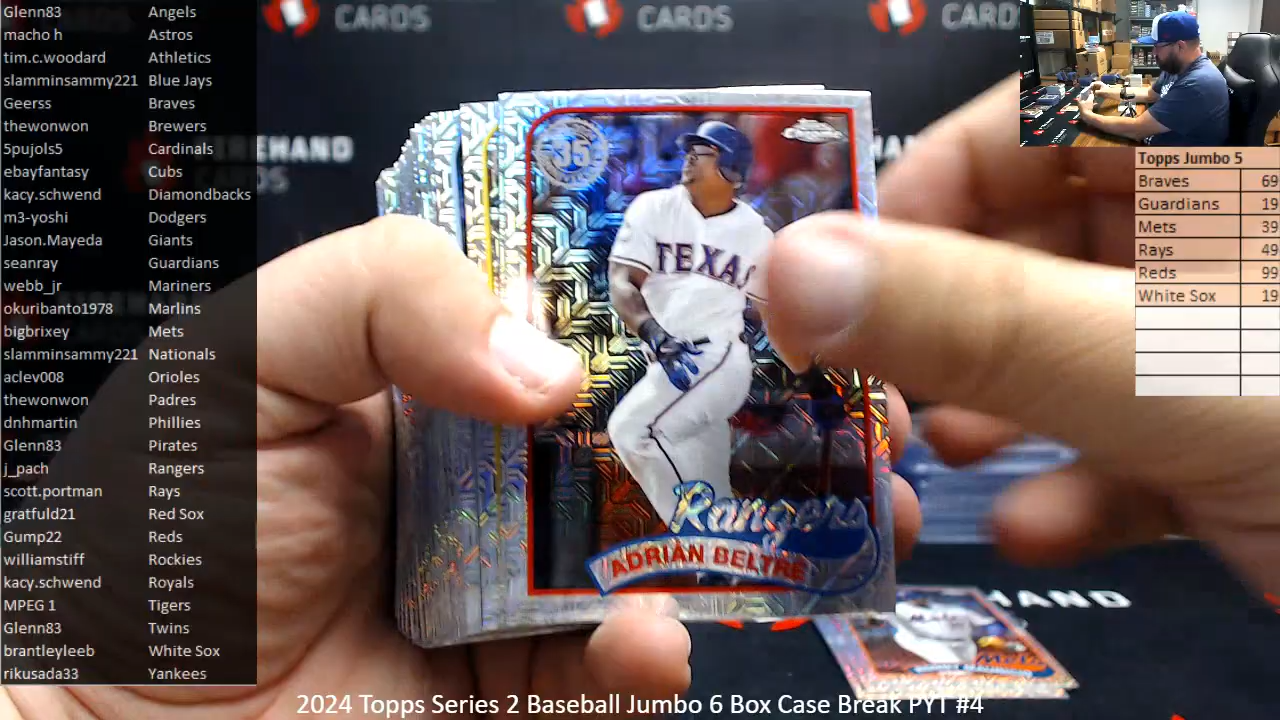 Glenn83 Angels
macho h Astros
tim.c.woodard Athletics
slamminsammy221 Blue Jays
Geerss Braves
thewonwon Brewers
5pujols5 Cardinals
ebayfantasy Cubs
kacy.schwend Diamondbacks
m3-yoshi Dodgers
Jason.Mayeda Giants
seanray Guardians
webb_jr Mariners
okuribanto1978 Marlins
bigbrixey Mets
slamminsammy221 Nationals
aclev008 Orioles
thewonwon Padres
dnhmartin Phillies
Glenn83 Pirates
j_pach Rangers
scott.portman Rays
gratfuld21 Red Sox
Gump22 Reds
williamstiff Rockies
kacy.schwend Royals
MPEG 1 Tigers
Glenn83 Twins
brantleyleeb White Sox
rikusada33 Yankees
CARDS
CARDS
CARD
Topps Jumbo 5
Braves 69
Guardians 19
Mets 39
Rays 49
Reds 99
White Sox 19
35
Chrome
TEXAS
Rangers
ADRIAN BELTRE
HAND
2024 Topps Series 2 Baseball Jumbo 6 Box Case Break PYT #4